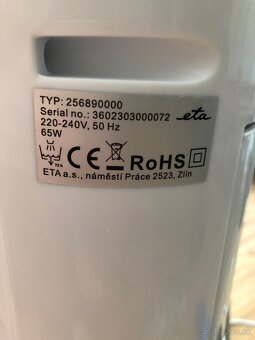 TYP: 256890000
Serial no.: 3602303000072
eta
220-240V, 50 Hz
65W
CE
RoHS
ETA a.s., náměstí Práce 2523, Zlín